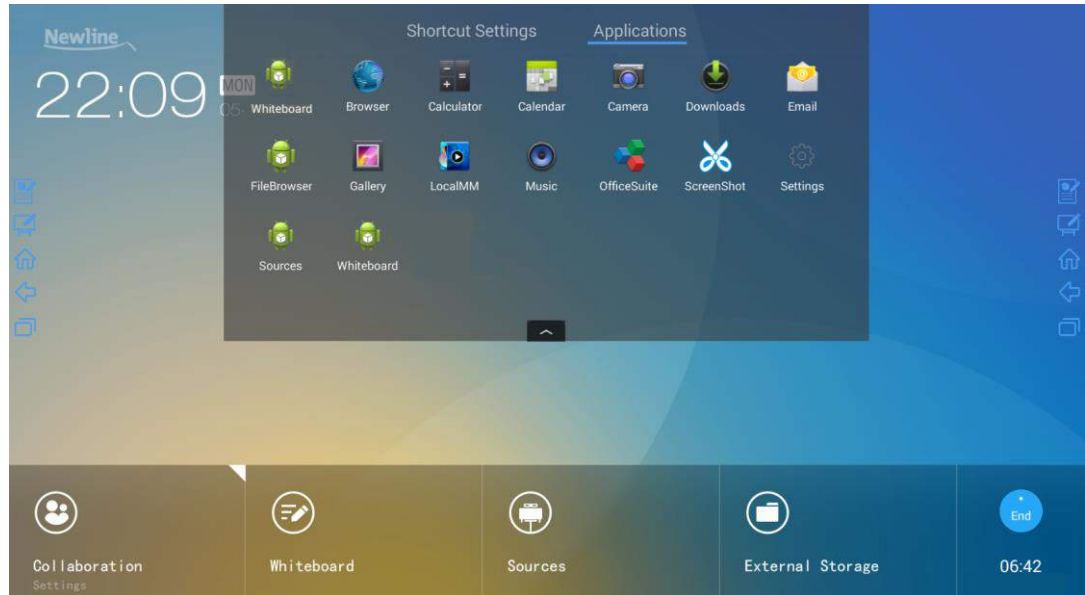 Newline
Shortcut Settings Applications
22:09 MON
05-
Whiteboard Browser Calculator Calendar Camera Downloads Email
FileBrowser Gallery LocalMM Music OfficeSuite ScreenShot Settings
Sources Whiteboard
Collaboration Whiteboard Sources External Storage End
Settings
06:42